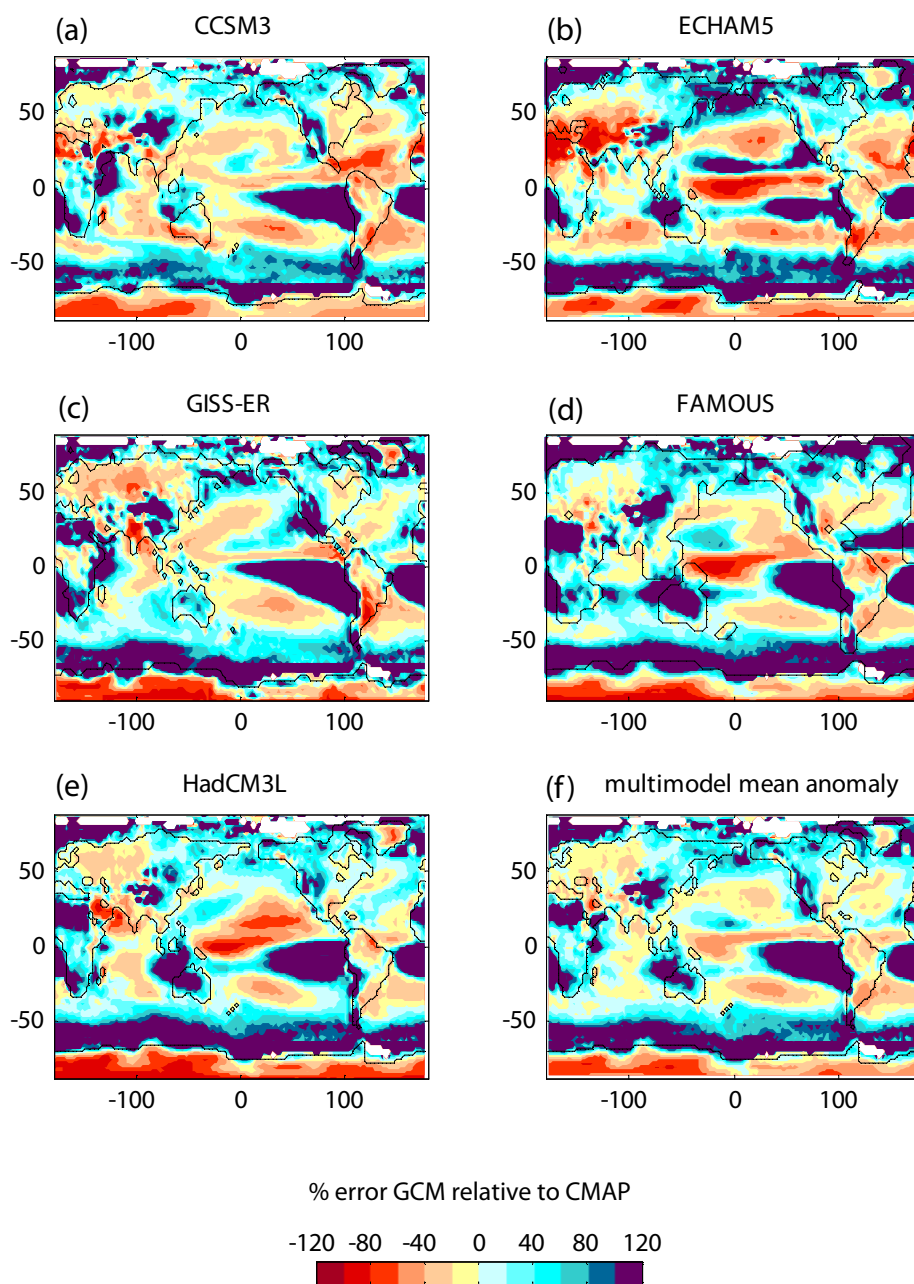 (a) CCSM3
(b) ECHAM5
50
0
-50
-100 0 100
50
0
-50
-100 0 100
(c) GISS-ER
(d) FAMOUS
50
0
-50
-100 0 100
50
0
-50
-100 0 100
(e) HadCM3L
(f) multimodel mean anomaly
50
0
-50
-100 0 100
50
0
-50
-100 0 100
% error GCM relative to CMAP
-120 -80 -40 0 40 80 120